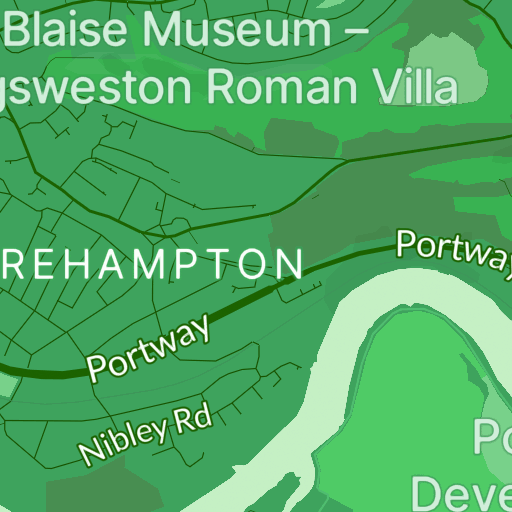 Blaise Museum –
gsweston Roman Villa
Portway
REHAMPTON
Portway
Nibley Rd
Po
Deve